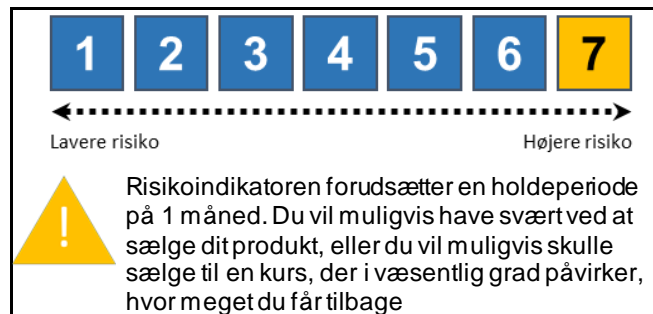 1 2 3 4 5 6 7
Lavere risiko Højere risiko
!
Risikoindikatoren forudsætter en holdeperiode
på 1 måned. Du vil muligvis have svært ved at
sælge dit produkt, eller du vil muligvis skulle
sælge til en kurs, der i væsentlig grad påvirker,
hvor meget du får tilbage